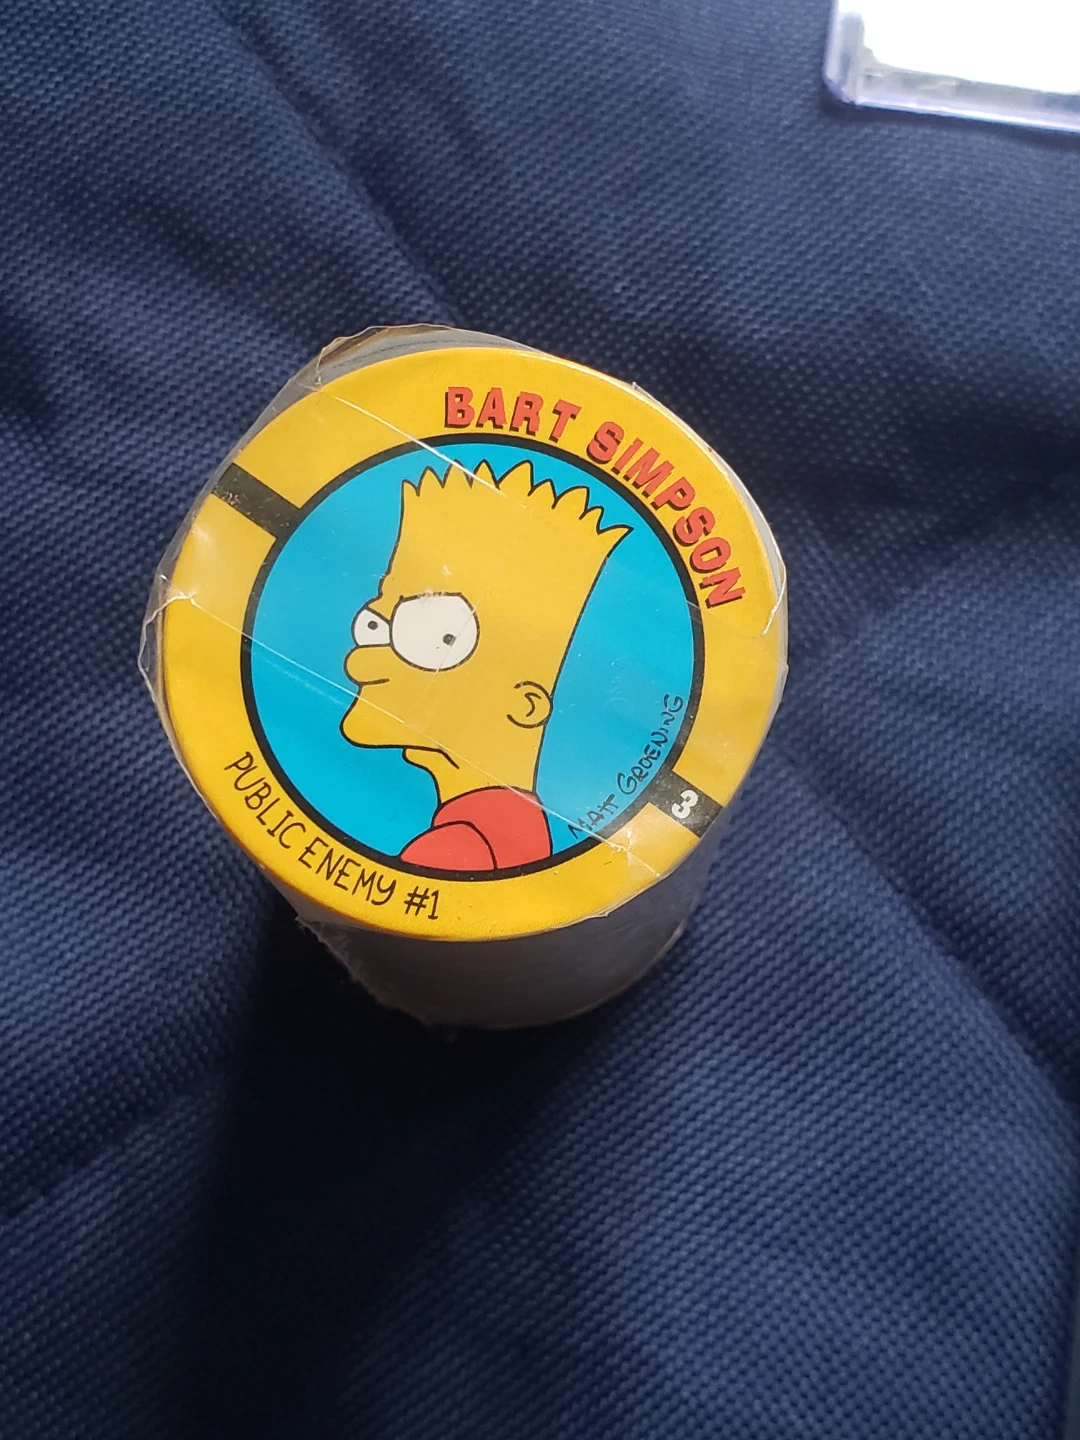 BART SIMPSON
MATT GROENING
3
PUBLIC ENEMY #1